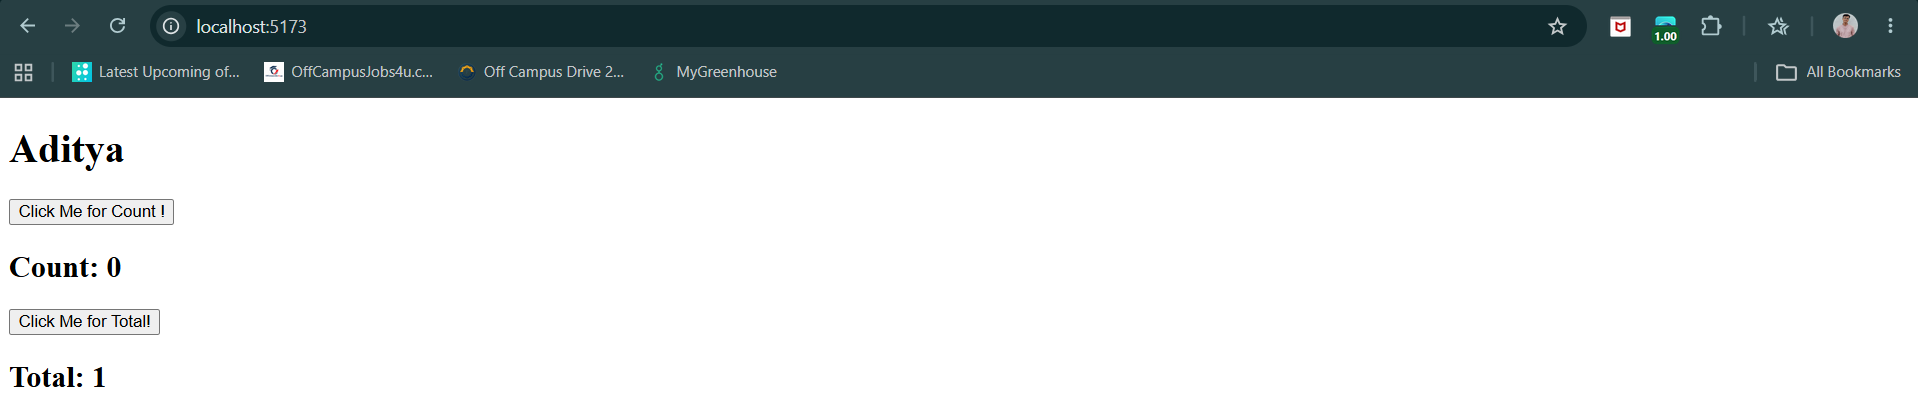 localhost:5173
1.00
Latest Upcoming of...
OffCampusJobs4u.c...
Off Campus Drive 2...
MyGreenhouse
All Bookmarks
Aditya
Click Me for Count !
Count: 0
Click Me for Total!
Total: 1